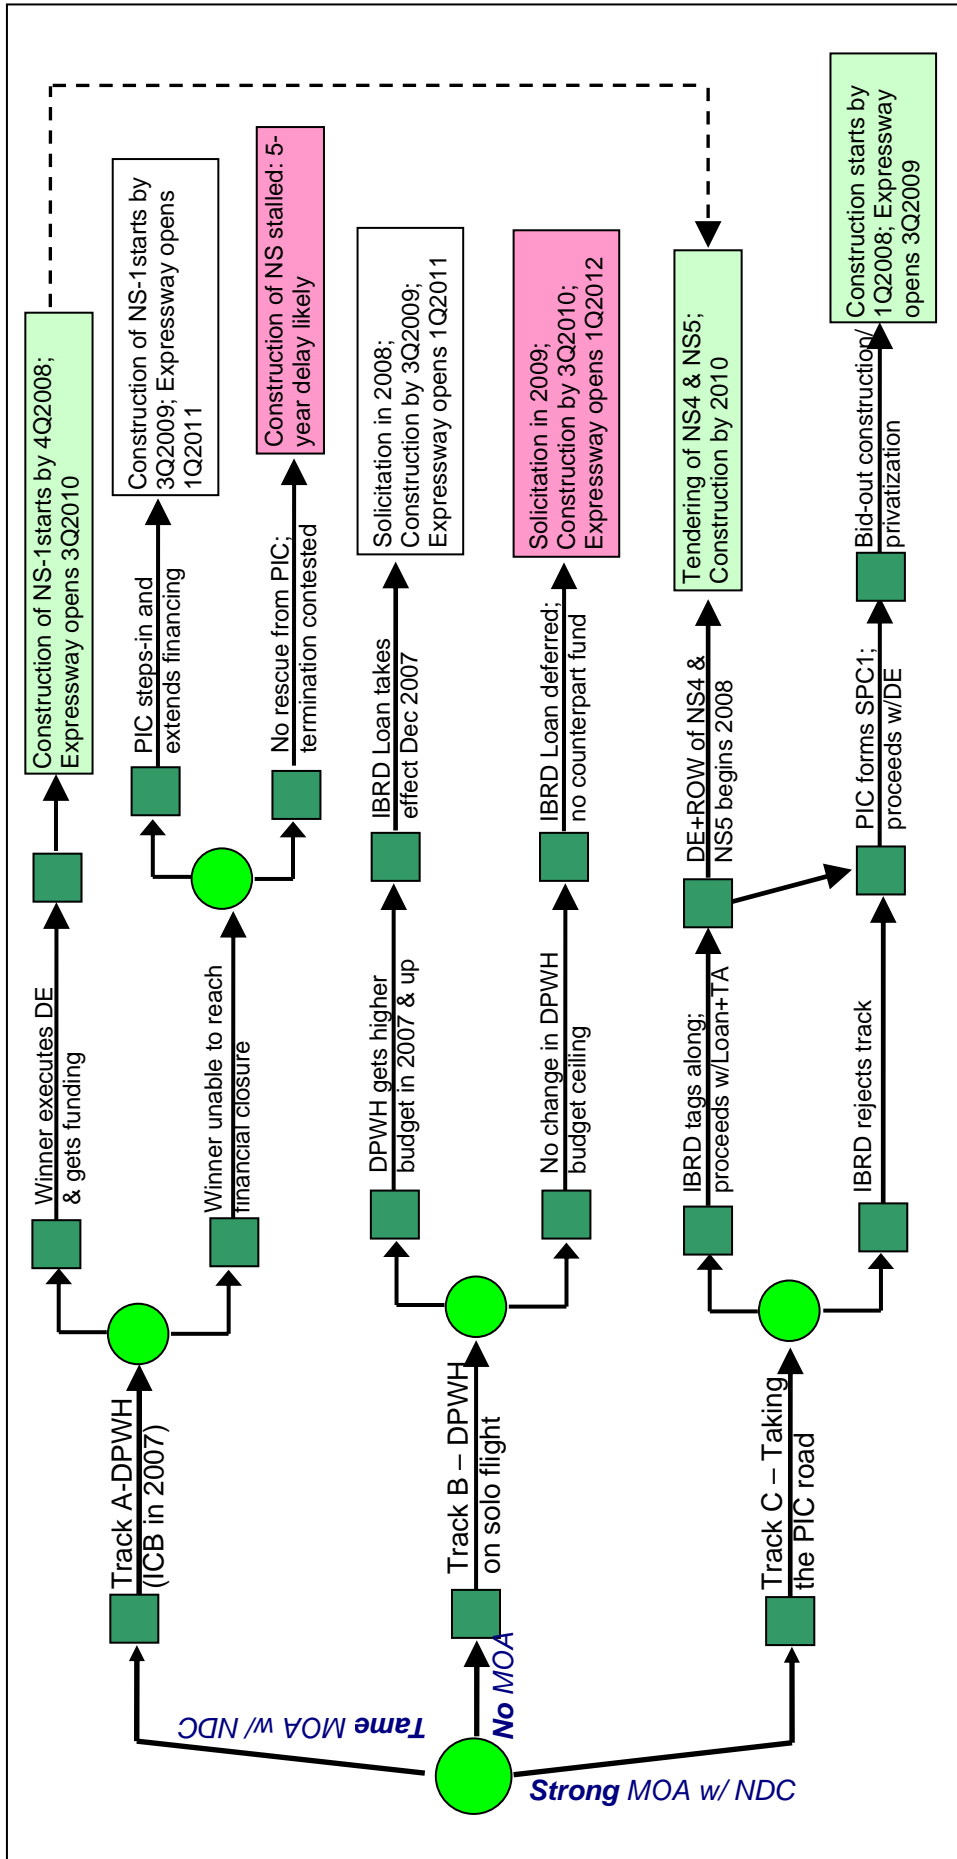 Tame MOA w/ NDC
No MOA
Strong MOA w/ NDC
Track A-DPWH
(ICB in 2007)
Winner executes DE
& gets funding
Construction of NS-1starts by 4Q2008;
Expressway opens 3Q2010
Winner unable to reach
financial closure
PIC steps-in and
extends financing
Construction of NS-1starts by
3Q2009; Expressway opens
1Q2011
No rescue from PIC;
termination contested
Construction of NS stalled: 5-
year delay likely
Track B – DPWH
on solo flight
DPWH gets higher
budget in 2007 & up
IBRD Loan takes
effect Dec 2007
Solicitation in 2008;
Construction by 3Q2009;
Expressway opens 1Q2011
No change in DPWH
budget ceiling
IBRD Loan deferred;
no counterpart fund
Solicitation in 2009;
Construction by 3Q2010;
Expressway opens 1Q2012
Track C – Taking
the PIC road
IBRD tags along;
proceeds w/Loan+TA
DE+ROW of NS4 &
NS5 begins 2008
Tendering of NS4 & NS5;
Construction by 2010
IBRD rejects track
PIC forms SPC1;
proceeds w/DE
Bid-out construction/
privatization
Construction starts by
1Q2008; Expressway
opens 3Q2009